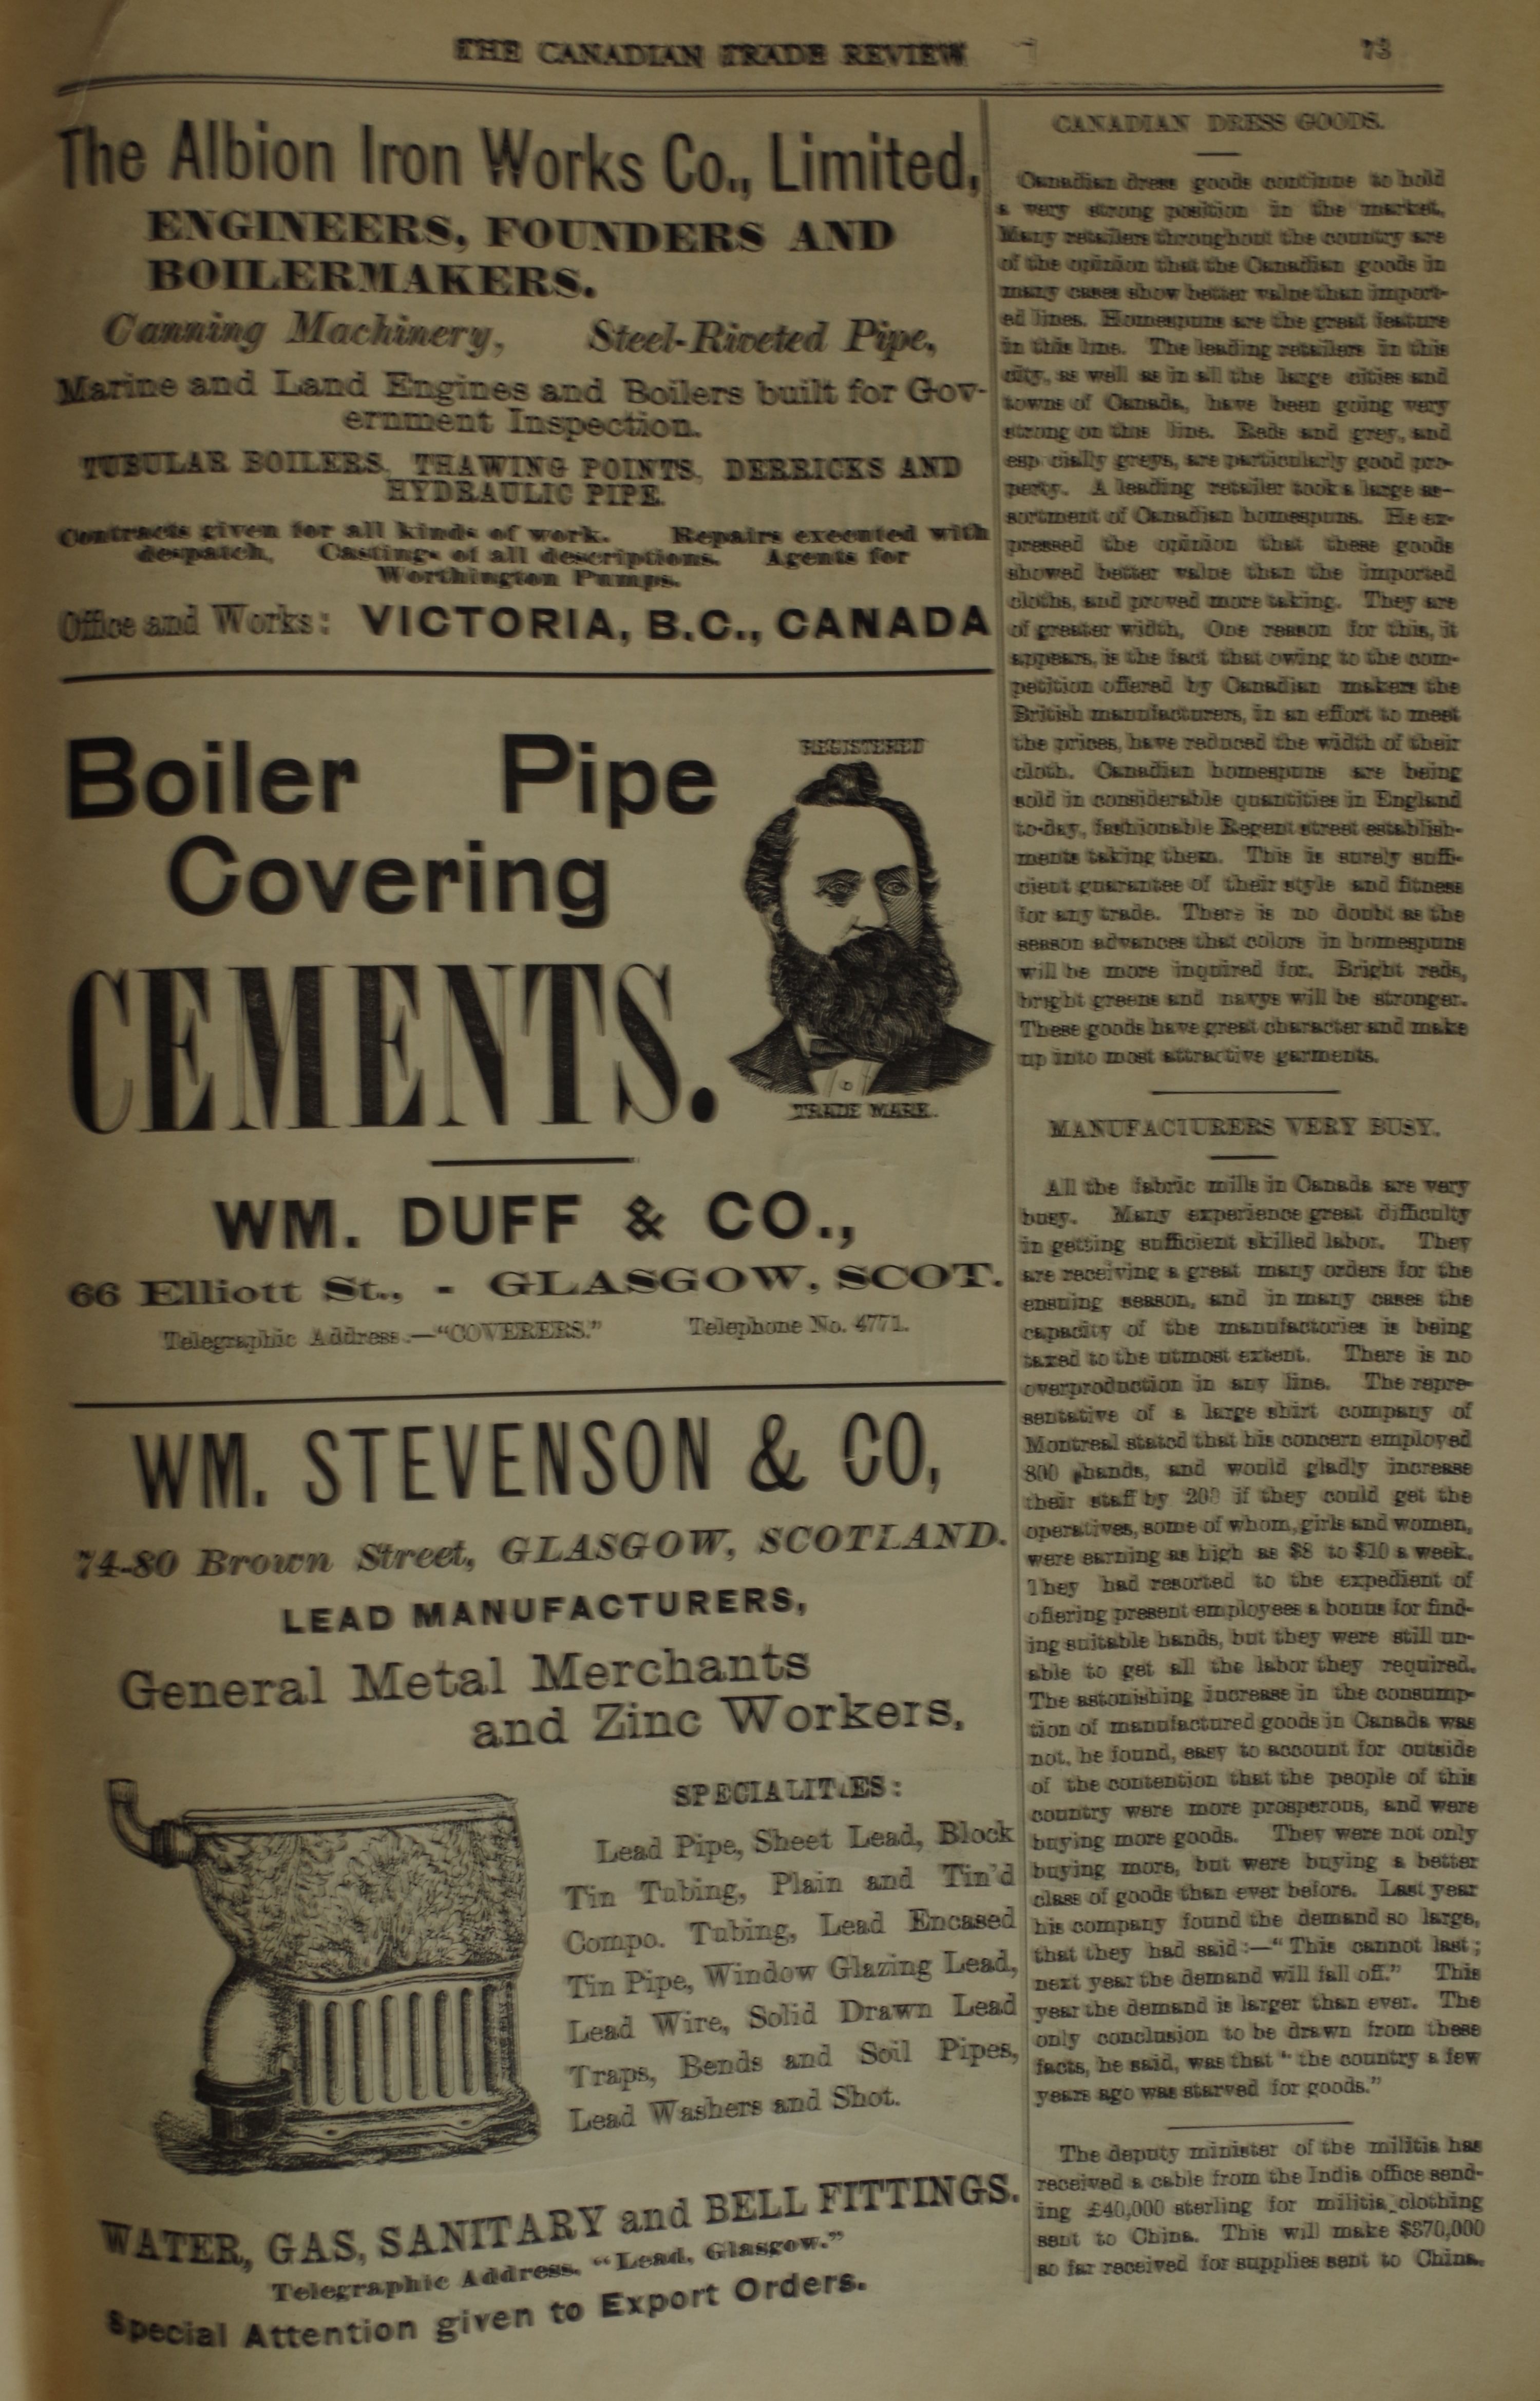 THE CANADIAN TRADE REVIEW
73
The Albion Iron Works Co., Limited,
ENGINEERS, FOUNDERS AND
BOILERMAKERS.
Canning Machinery, Steel-Riveted Pipe,
Marine and Land Engines and Boilers built for Gov-
ernment Inspection.
TUBULAR BOILERS, THAWING POINTS, DERRICKS AND
HYDRAULIC PIPE.
Contracts given for all kinds of work. Repairs executed with
despatch. Castings of all descriptions. Agents for
Worthington Pumps.
Office and Works: VICTORIA, B.C., CANADA
Boiler Pipe
Covering
CEMENTS.
REGISTERED
TRADE MARK.
WM. DUFF & CO.,
66 Elliott St., - GLASGOW, SCOT.
Telegraphic Address.—"COVERERS." Telephone No. 4771.
WM. STEVENSON & CO,
74-80 Brown Street, GLASGOW, SCOTLAND.
LEAD MANUFACTURERS,
General Metal Merchants
and Zinc Workers,
SPECIALITIES:
Lead Pipe, Sheet Lead, Block
Tin Tubing, Plain and Tin'd
Compo. Tubing, Lead Encased
Tin Pipe, Window Glazing Lead,
Lead Wire, Solid Drawn Lead
Traps, Bends and Soil Pipes,
Lead Washers and Shot.
WATER, GAS, SANITARY and BELL FITTINGS.
Telegraphic Address. "Lead, Glasgow."
Special Attention given to Export Orders.
CANADIAN DRESS GOODS.
Canadian dress goods continue to hold
a very strong position in the market.
Many retailers throughout the country are
of the opinion that the Canadian goods in
many cases show better value than import-
ed lines. Homespuns are the great feature
in this line. The leading retailers in this
city, as well as in all the large cities and
towns of Canada, have been going very
strong on this line. Reds and grey, and
esp cially greys, are particularly good pro-
perty. A leading retailer took a large as-
sortment of Canadian homespuns. He ex-
pressed the opinion that these goods
showed better value than the imported
cloths, and proved more taking. They are
of greater width. One reason for this, it
appears, is the fact that owing to the com-
petition offered by Canadian makers the
British manufacturers, in an effort to meet
the prices, have reduced the width of their
cloth. Canadian homespuns are being
sold in considerable quantities in England
to-day, fashionable Regent street establish-
ments taking them. This is surely suffi-
cient guarantee of their style and fitness
for any trade. There is no doubt as the
season advances that colors in homespuns
will be more inquired for. Bright reds,
bright greens and navys will be stronger.
These goods have great character and make
up into most attractive garments.
MANUFACTURERS VERY BUSY.
All the fabric mills in Canada are very
busy. Many experience great difficulty
in getting sufficient skilled labor. They
are receiving a great many orders for the
ensuing season, and in many cases the
capacity of the manufactories is being
taxed to the utmost extent. There is no
overproduction in any line. The repre-
sentative of a large shirt company of
Montreal stated that his concern employed
800 hands, and would gladly increase
their staff by 200 if they could get the
operatives, some of whom, girls and women,
were earning as high as $8 to $10 a week.
They had resorted to the expedient of
offering present employees a bonus for find-
ing suitable hands, but they were still un-
able to get all the labor they required.
The astonishing increase in the consump-
tion of manufactured goods in Canada was
not, he found, easy to account for outside
of the contention that the people of this
country were more prosperous, and were
buying more goods. They were not only
buying more, but were buying a better
class of goods than ever before. Last year
his company found the demand so large,
that they had said:—"This cannot last;
next year the demand will fall off." This
year the demand is larger than ever. The
only conclusion to be drawn from these
facts, he said, was that "the country a few
years ago was starved for goods."
The deputy minister of the militia has
received a cable from the India office send-
ing £40,000 sterling for militia clothing
sent to China. This will make $370,000
so far received for supplies sent to China.